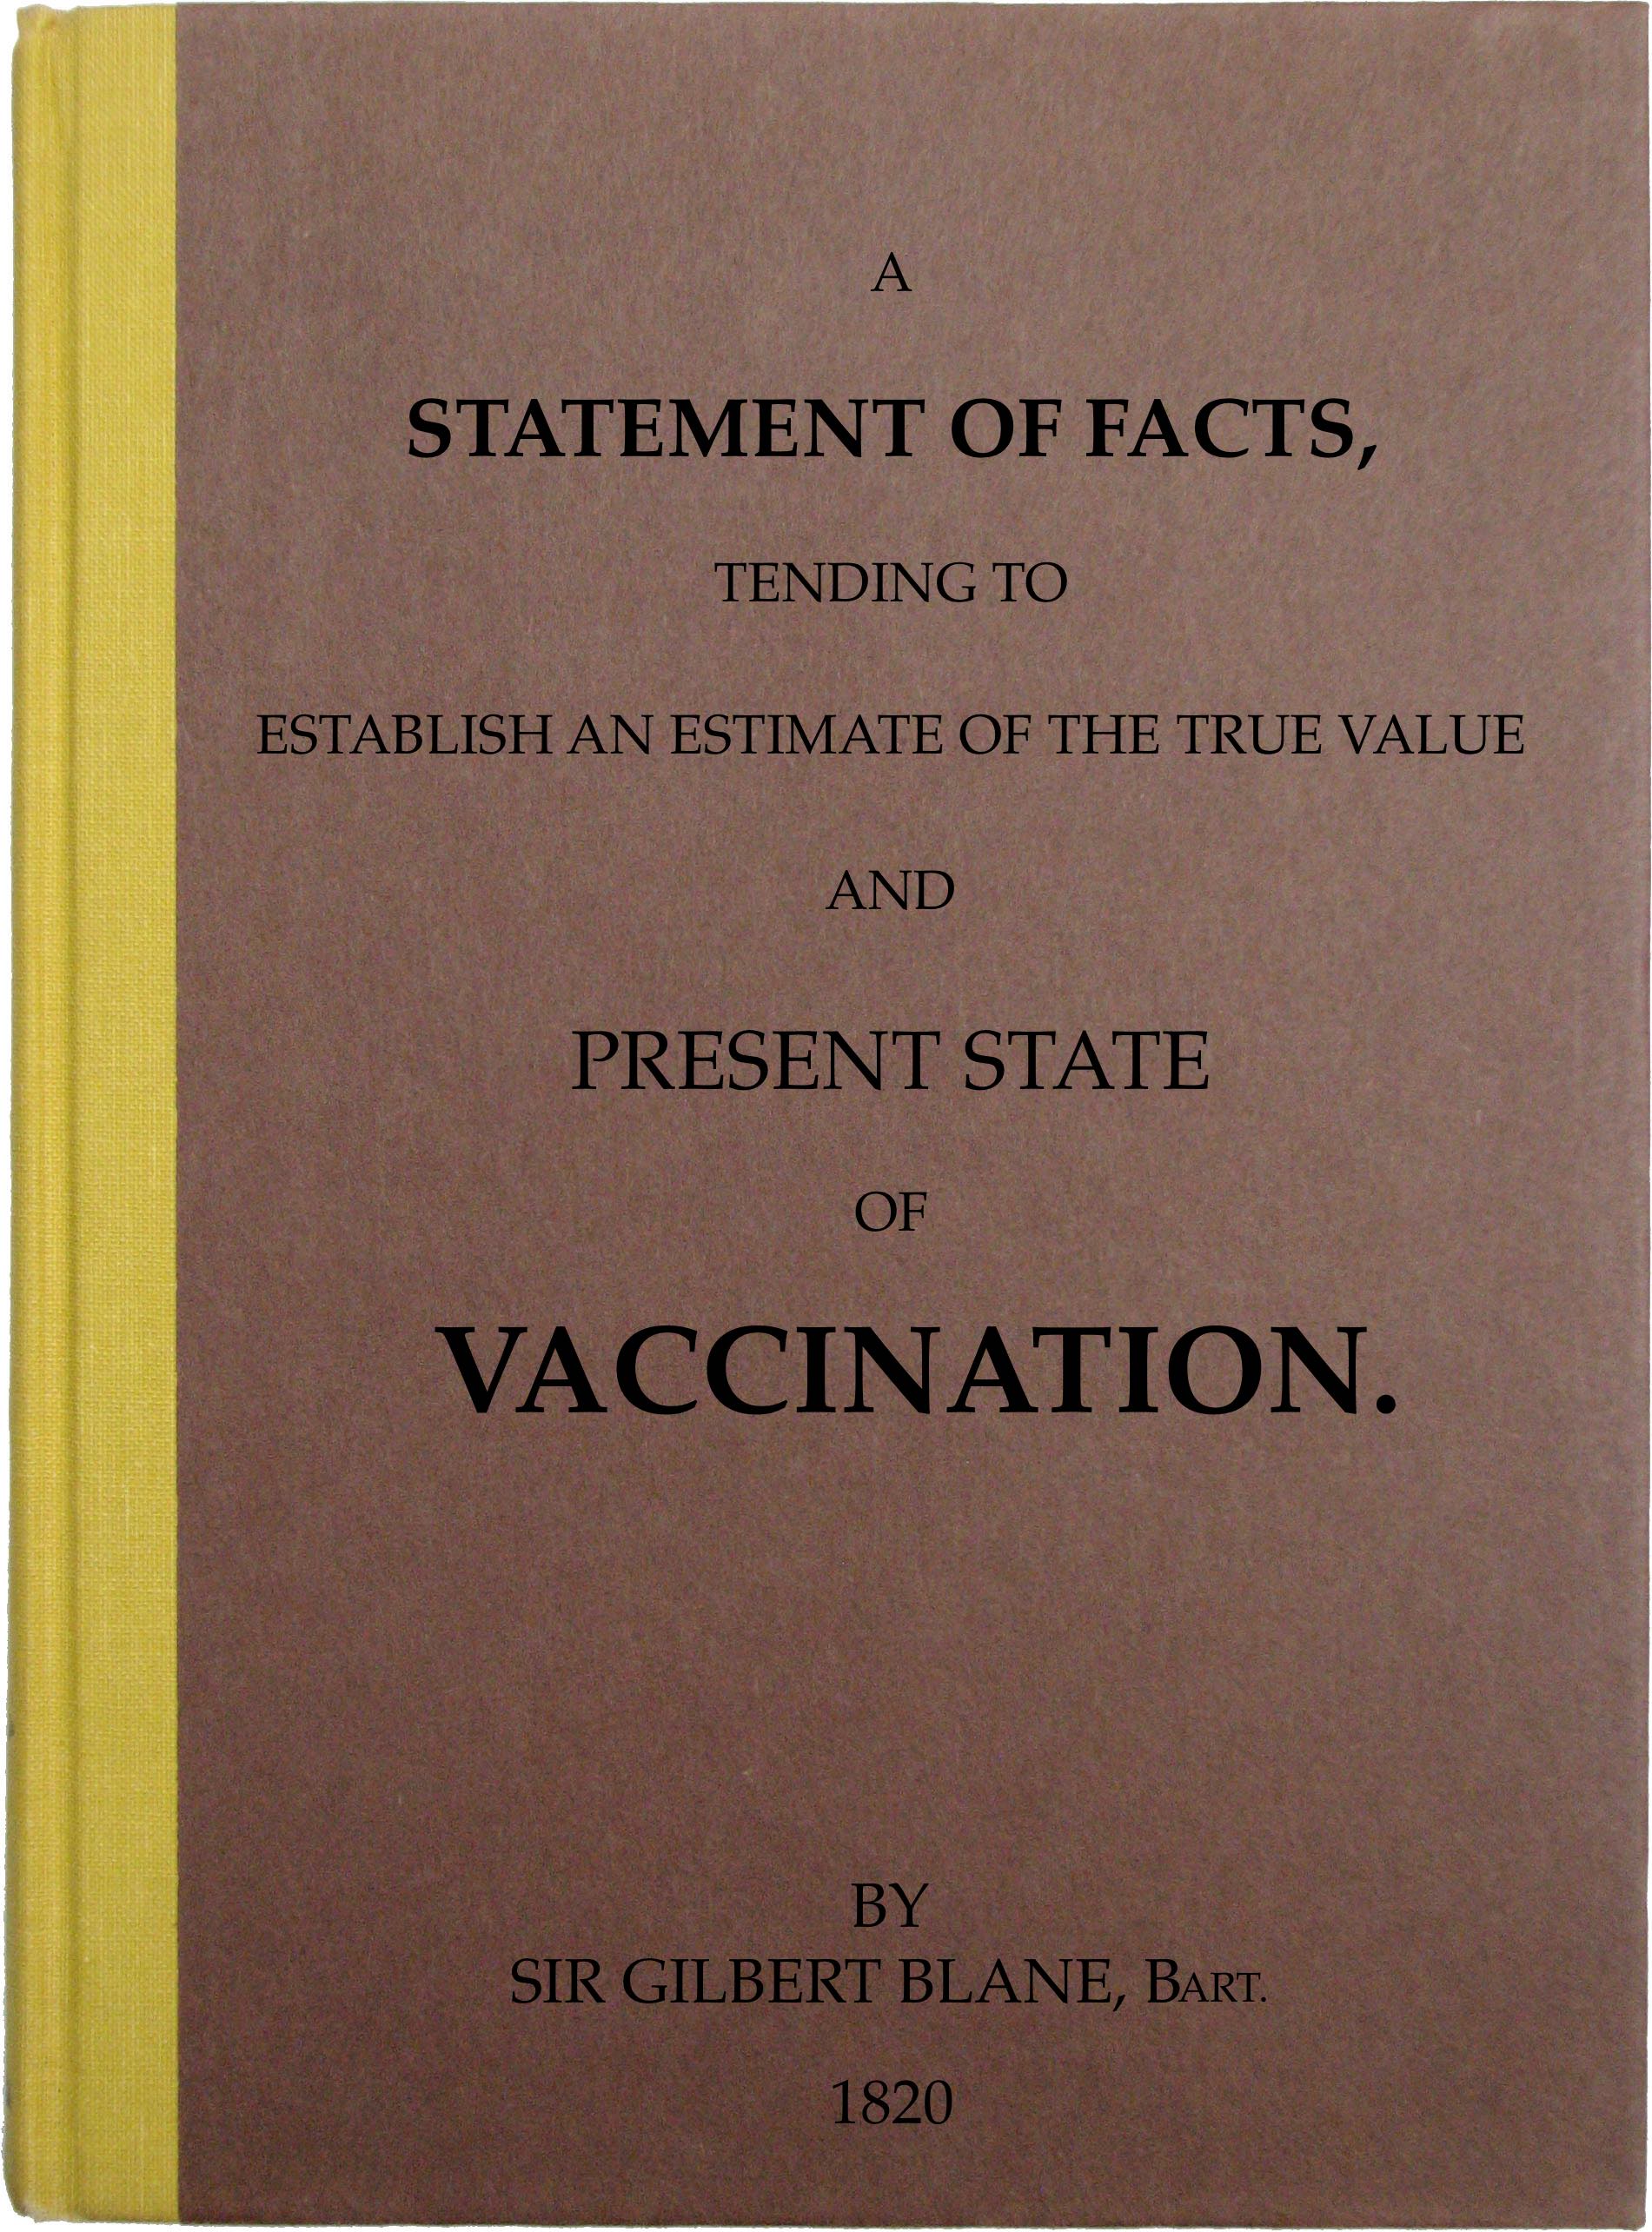 A
STATEMENT OF FACTS,
TENDING TO
ESTABLISH AN ESTIMATE OF THE TRUE VALUE
AND
PRESENT STATE
OF
VACCINATION.
BY
SIR GILBERT BLANE, BART.
1820